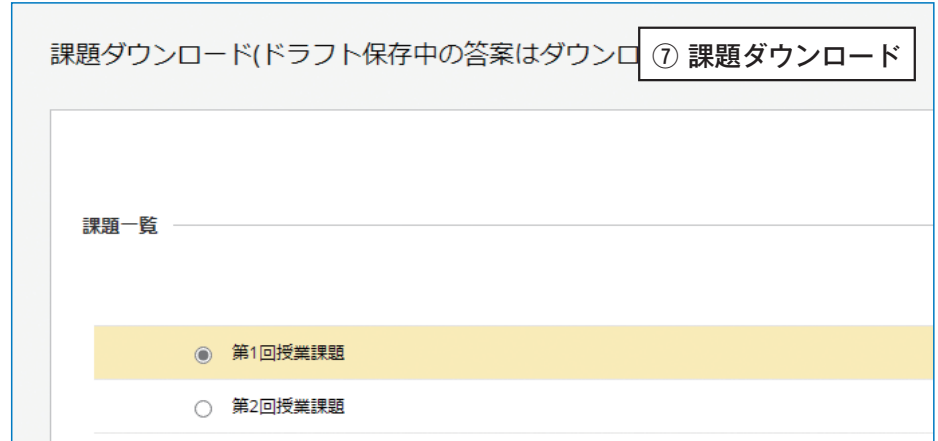 課題ダウンロード(ドラフト保存中の答案はダウンロ
⑦ 課題ダウンロード
課題一覧
第1回授業課題
第2回授業課題